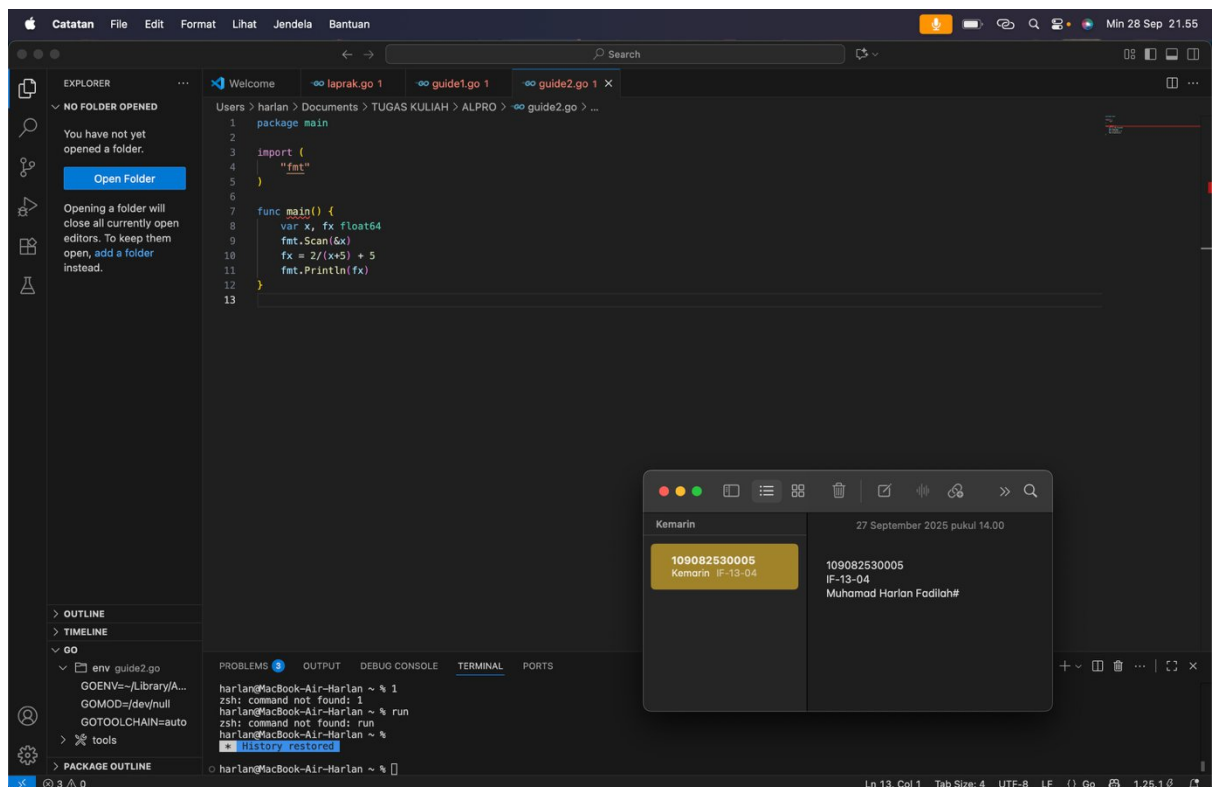 Catatan File Edit Format Lihat Jendela Bantuan Min 28 Sep 21.55
Search
EXPLORER
NO FOLDER OPENED
You have not yet
opened a folder.
Open Folder
Opening a folder will
close all currently open
editors. To keep them
open, add a folder
instead.
Welcome laprak.go 1 guide1.go 1 guide2.go 1
Users > harlan > Documents > TUGAS KULIAH > ALPRO > guide2.go > ...
1 package main
2
3 import (
4 "fmt"
5 )
6
7 func main() {
8 var x, fx float64
9 fmt.Scan(&x)
10 fx = 2/(x+5) + 5
11 fmt.Println(fx)
12 }
13
Kemarin
109082530005
Kemarin IF-13-04
27 September 2025 pukul 14.00
109082530005
IF-13-04
Muhamad Harlan Fadilah#
> OUTLINE
> TIMELINE
GO
env guide2.go
GOENV=~/Library/A...
GOMOD=/dev/null
GOTOOLCHAIN=auto
> tools
> PACKAGE OUTLINE
PROBLEMS 3 OUTPUT DEBUG CONSOLE TERMINAL PORTS
harlan@MacBook-Air-Harlan ~ % 1
zsh: command not found: 1
harlan@MacBook-Air-Harlan ~ % run
zsh: command not found: run
harlan@MacBook-Air-Harlan ~ %
* History restored
harlan@MacBook-Air-Harlan ~ %
3 0 Ln 13, Col 1 Tab Size: 4 UTF-8 LF {} Go 1.25.1